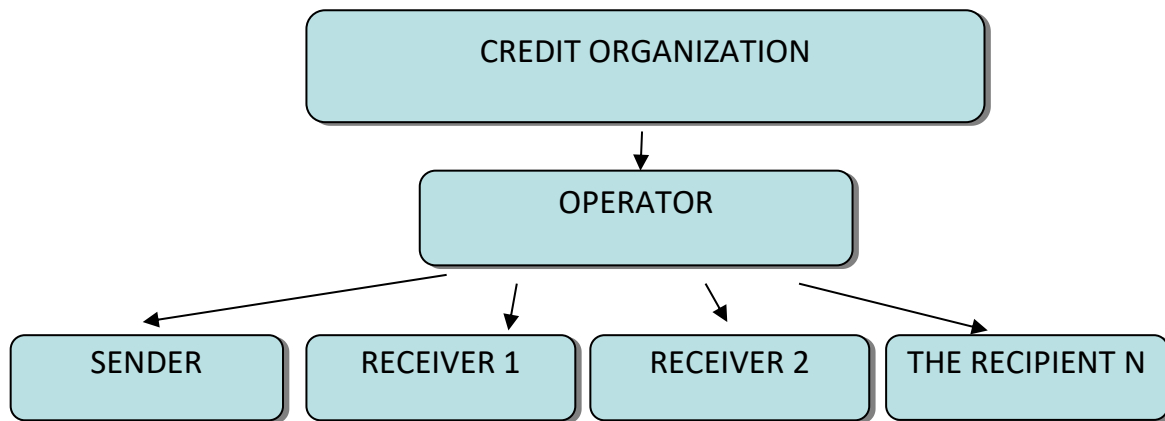 CREDIT ORGANIZATION
OPERATOR
SENDER
RECEIVER 1
RECEIVER 2
THE RECIPIENT N